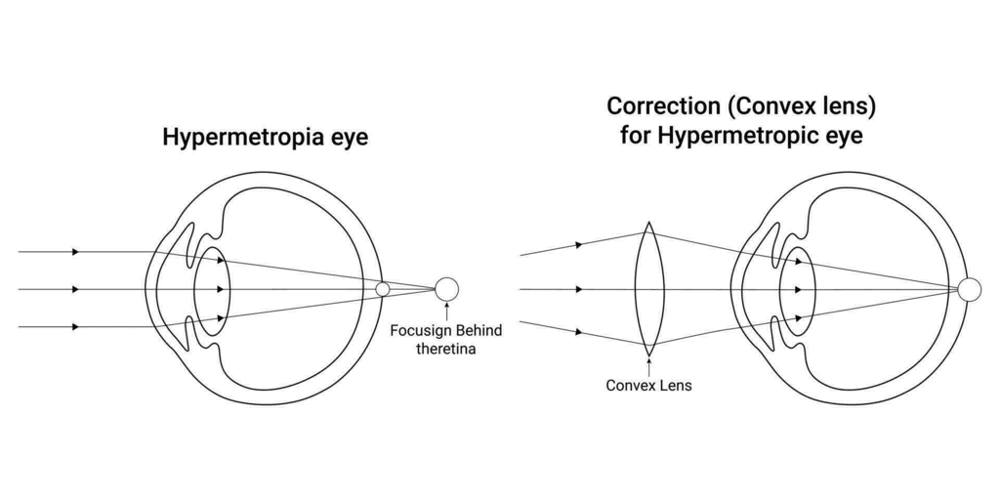 Hypermetropia eye
Focusign Behind
theretina
Correction (Convex lens)
for Hypermetropic eye
Convex Lens